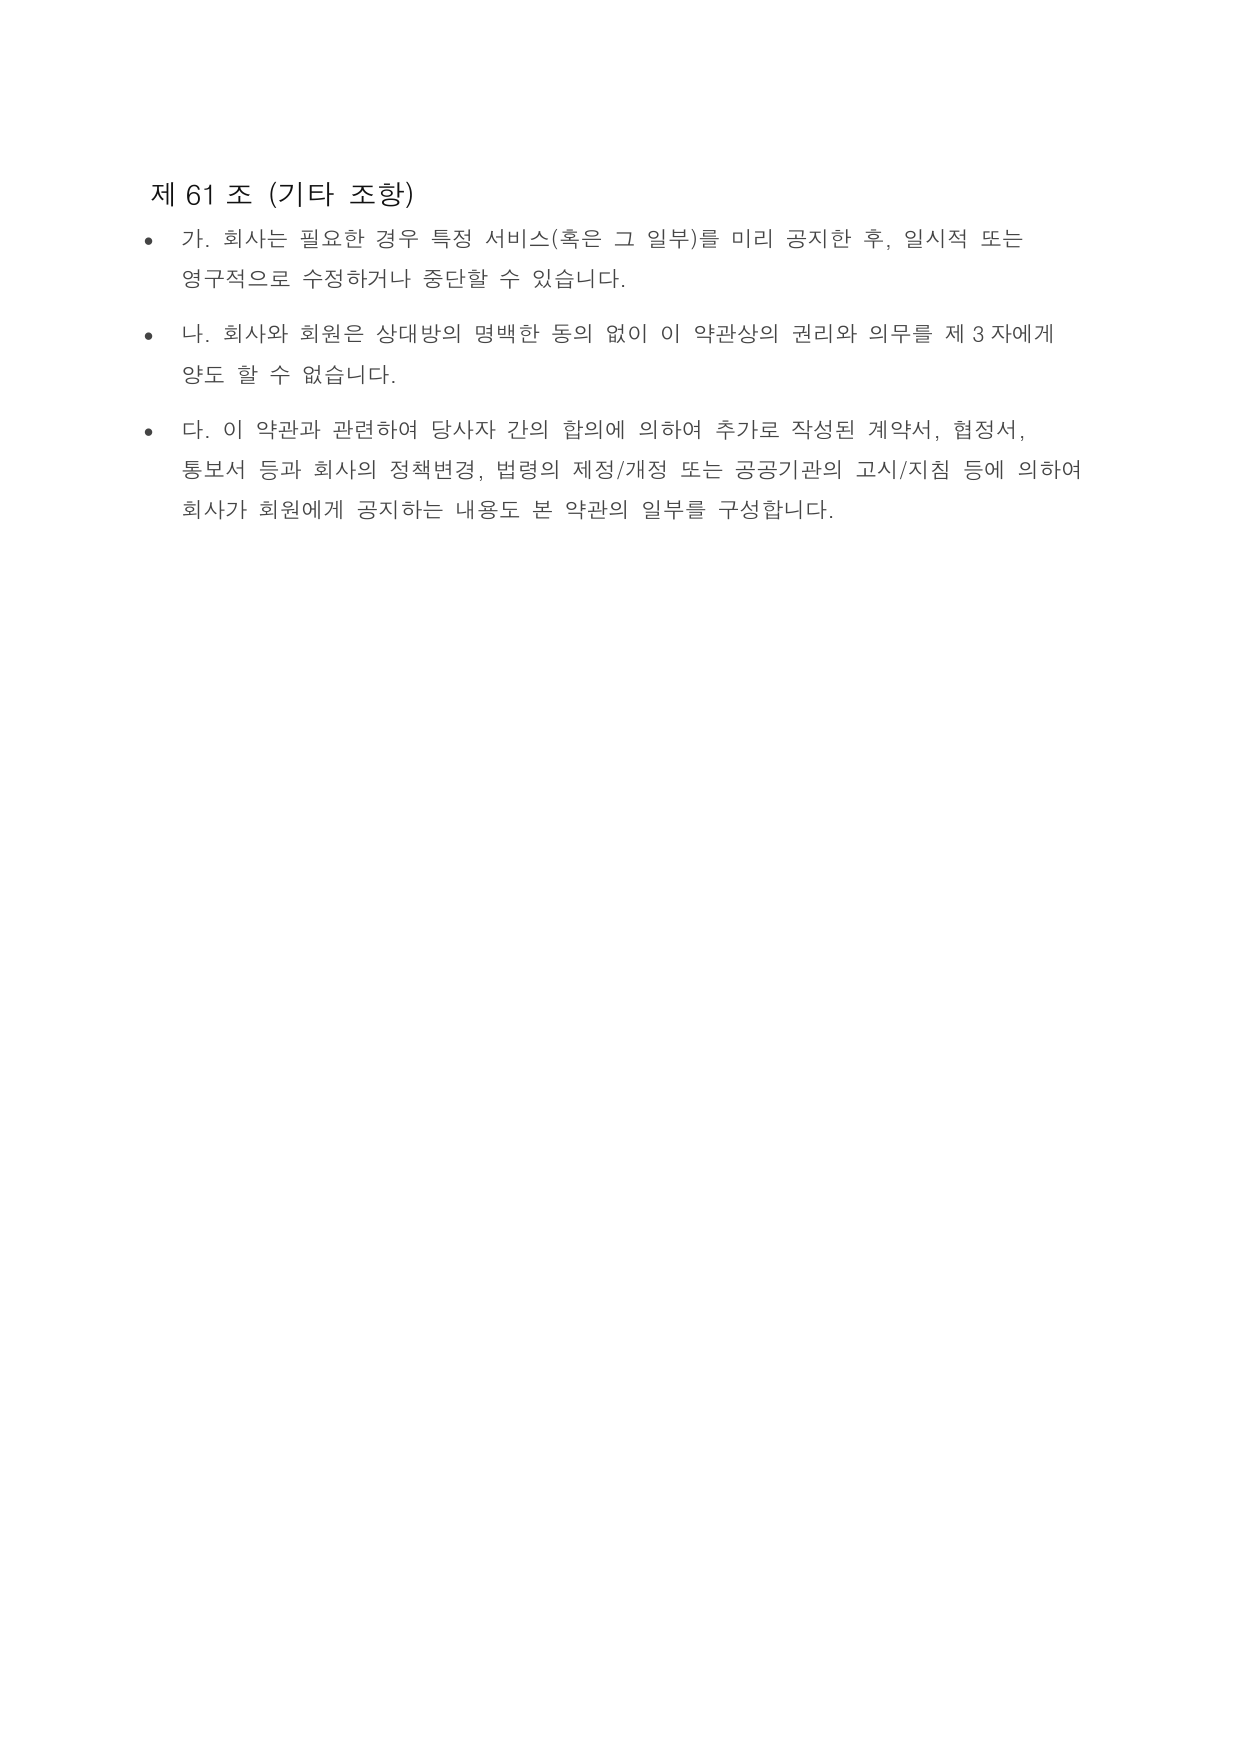 제 61 조 (기타 조항)
• 가. 회사는 필요한 경우 특정 서비스(혹은 그 일부)를 미리 공지한 후, 일시적 또는
영구적으로 수정하거나 중단할 수 있습니다.
• 나. 회사와 회원은 상대방의 명백한 동의 없이 이 약관상의 권리와 의무를 제 3 자에게
양도 할 수 없습니다.
• 다. 이 약관과 관련하여 당사자 간의 합의에 의하여 추가로 작성된 계약서, 협정서,
통보서 등과 회사의 정책변경, 법령의 제정/개정 또는 공공기관의 고시/지침 등에 의하여
회사가 회원에게 공지하는 내용도 본 약관의 일부를 구성합니다.